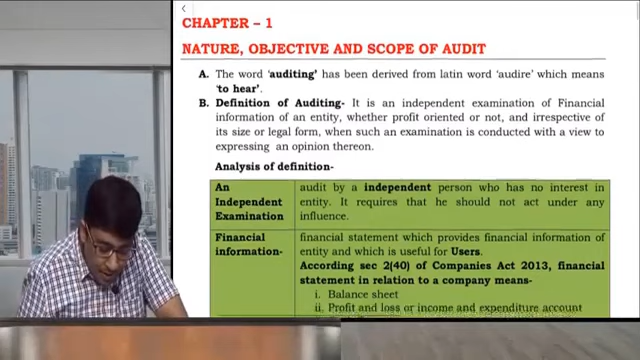 CHAPTER – 1
NATURE, OBJECTIVE AND SCOPE OF AUDIT
A. The word 'auditing' has been derived from latin word 'audire' which means
'to hear'.
B. Definition of Auditing- It is an independent examination of Financial
information of an entity, whether profit oriented or not, and irrespective of
its size or legal form, when such an examination is conducted with a view to
expressing an opinion thereon.
Analysis of definition-
An
Independent
Examination
audit by a independent person who has no interest in
entity. It requires that he should not act under any
influence.
Financial
information-
financial statement which provides financial information of
entity and which is useful for Users.
According sec 2(40) of Companies Act 2013, financial
statement in relation to a company means-
i. Balance sheet
ii. Profit and loss or income and expenditure account